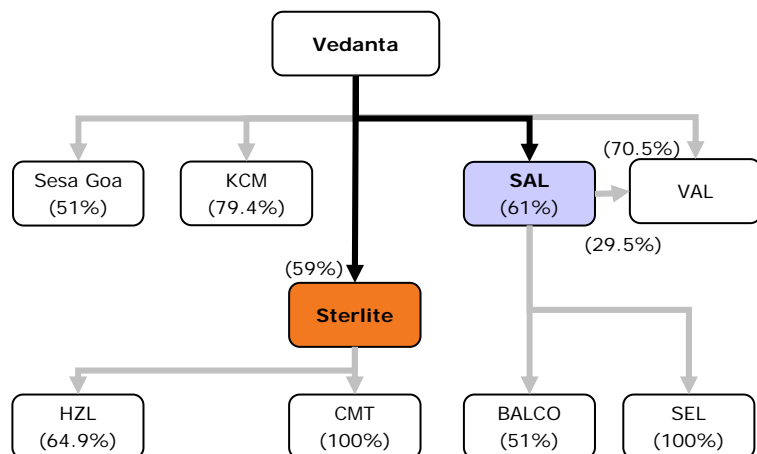 Vedanta
Sesa Goa
(51%)
KCM
(79.4%)
SAL
(61%)
(70.5%)
VAL
(29.5%)
(59%)
Sterlite
HZL
(64.9%)
CMT
(100%)
BALCO
(51%)
SEL
(100%)